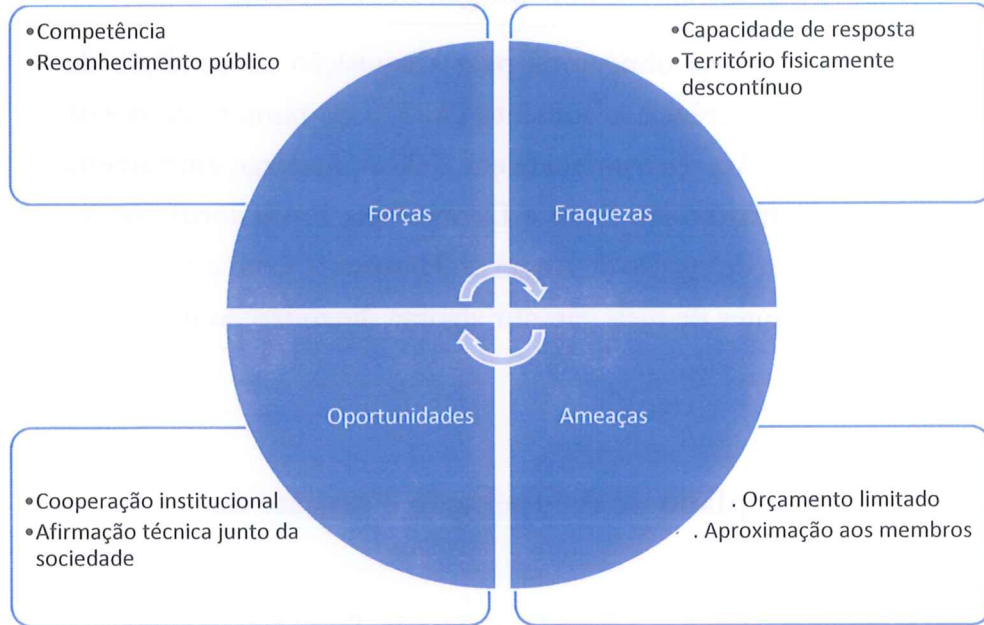 •Competência
•Reconhecimento público
•Capacidade de resposta
•Território fisicamente
descontínuo
Forças
Fraquezas
Oportunidades
Ameaças
•Cooperação institucional
•Afirmação técnica junto da
sociedade
. Orçamento limitado
. Aproximação aos membros